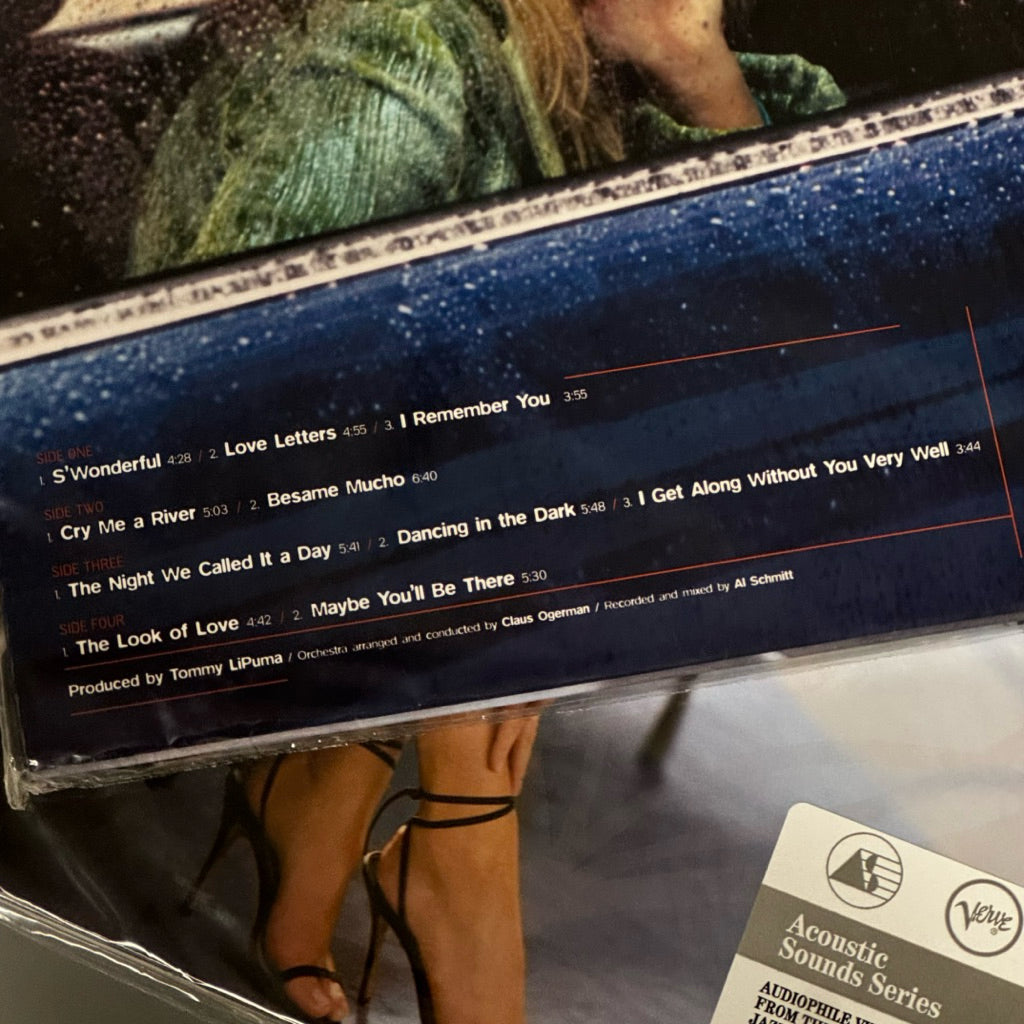 SIDE ONE
1. S'Wonderful 4:28 / 2. Love Letters 4:55 / 3. I Remember You 3:55
SIDE TWO
1. Cry Me a River 5:03 / 2. Besame Mucho 6:40
SIDE THREE
1. The Night We Called It a Day 5:41 / 2. Dancing in the Dark 5:48 / 3. I Get Along Without You Very Well 3:44
SIDE FOUR
1. The Look of Love 4:42 / 2. Maybe You'll Be There 5:30
Produced by Tommy LiPuma / Orchestra arranged and conducted by Claus Ogerman / Recorded and mixed by Al Schmitt
Verve
Acoustic
Sounds Series
AUDIOPHILE
FROM